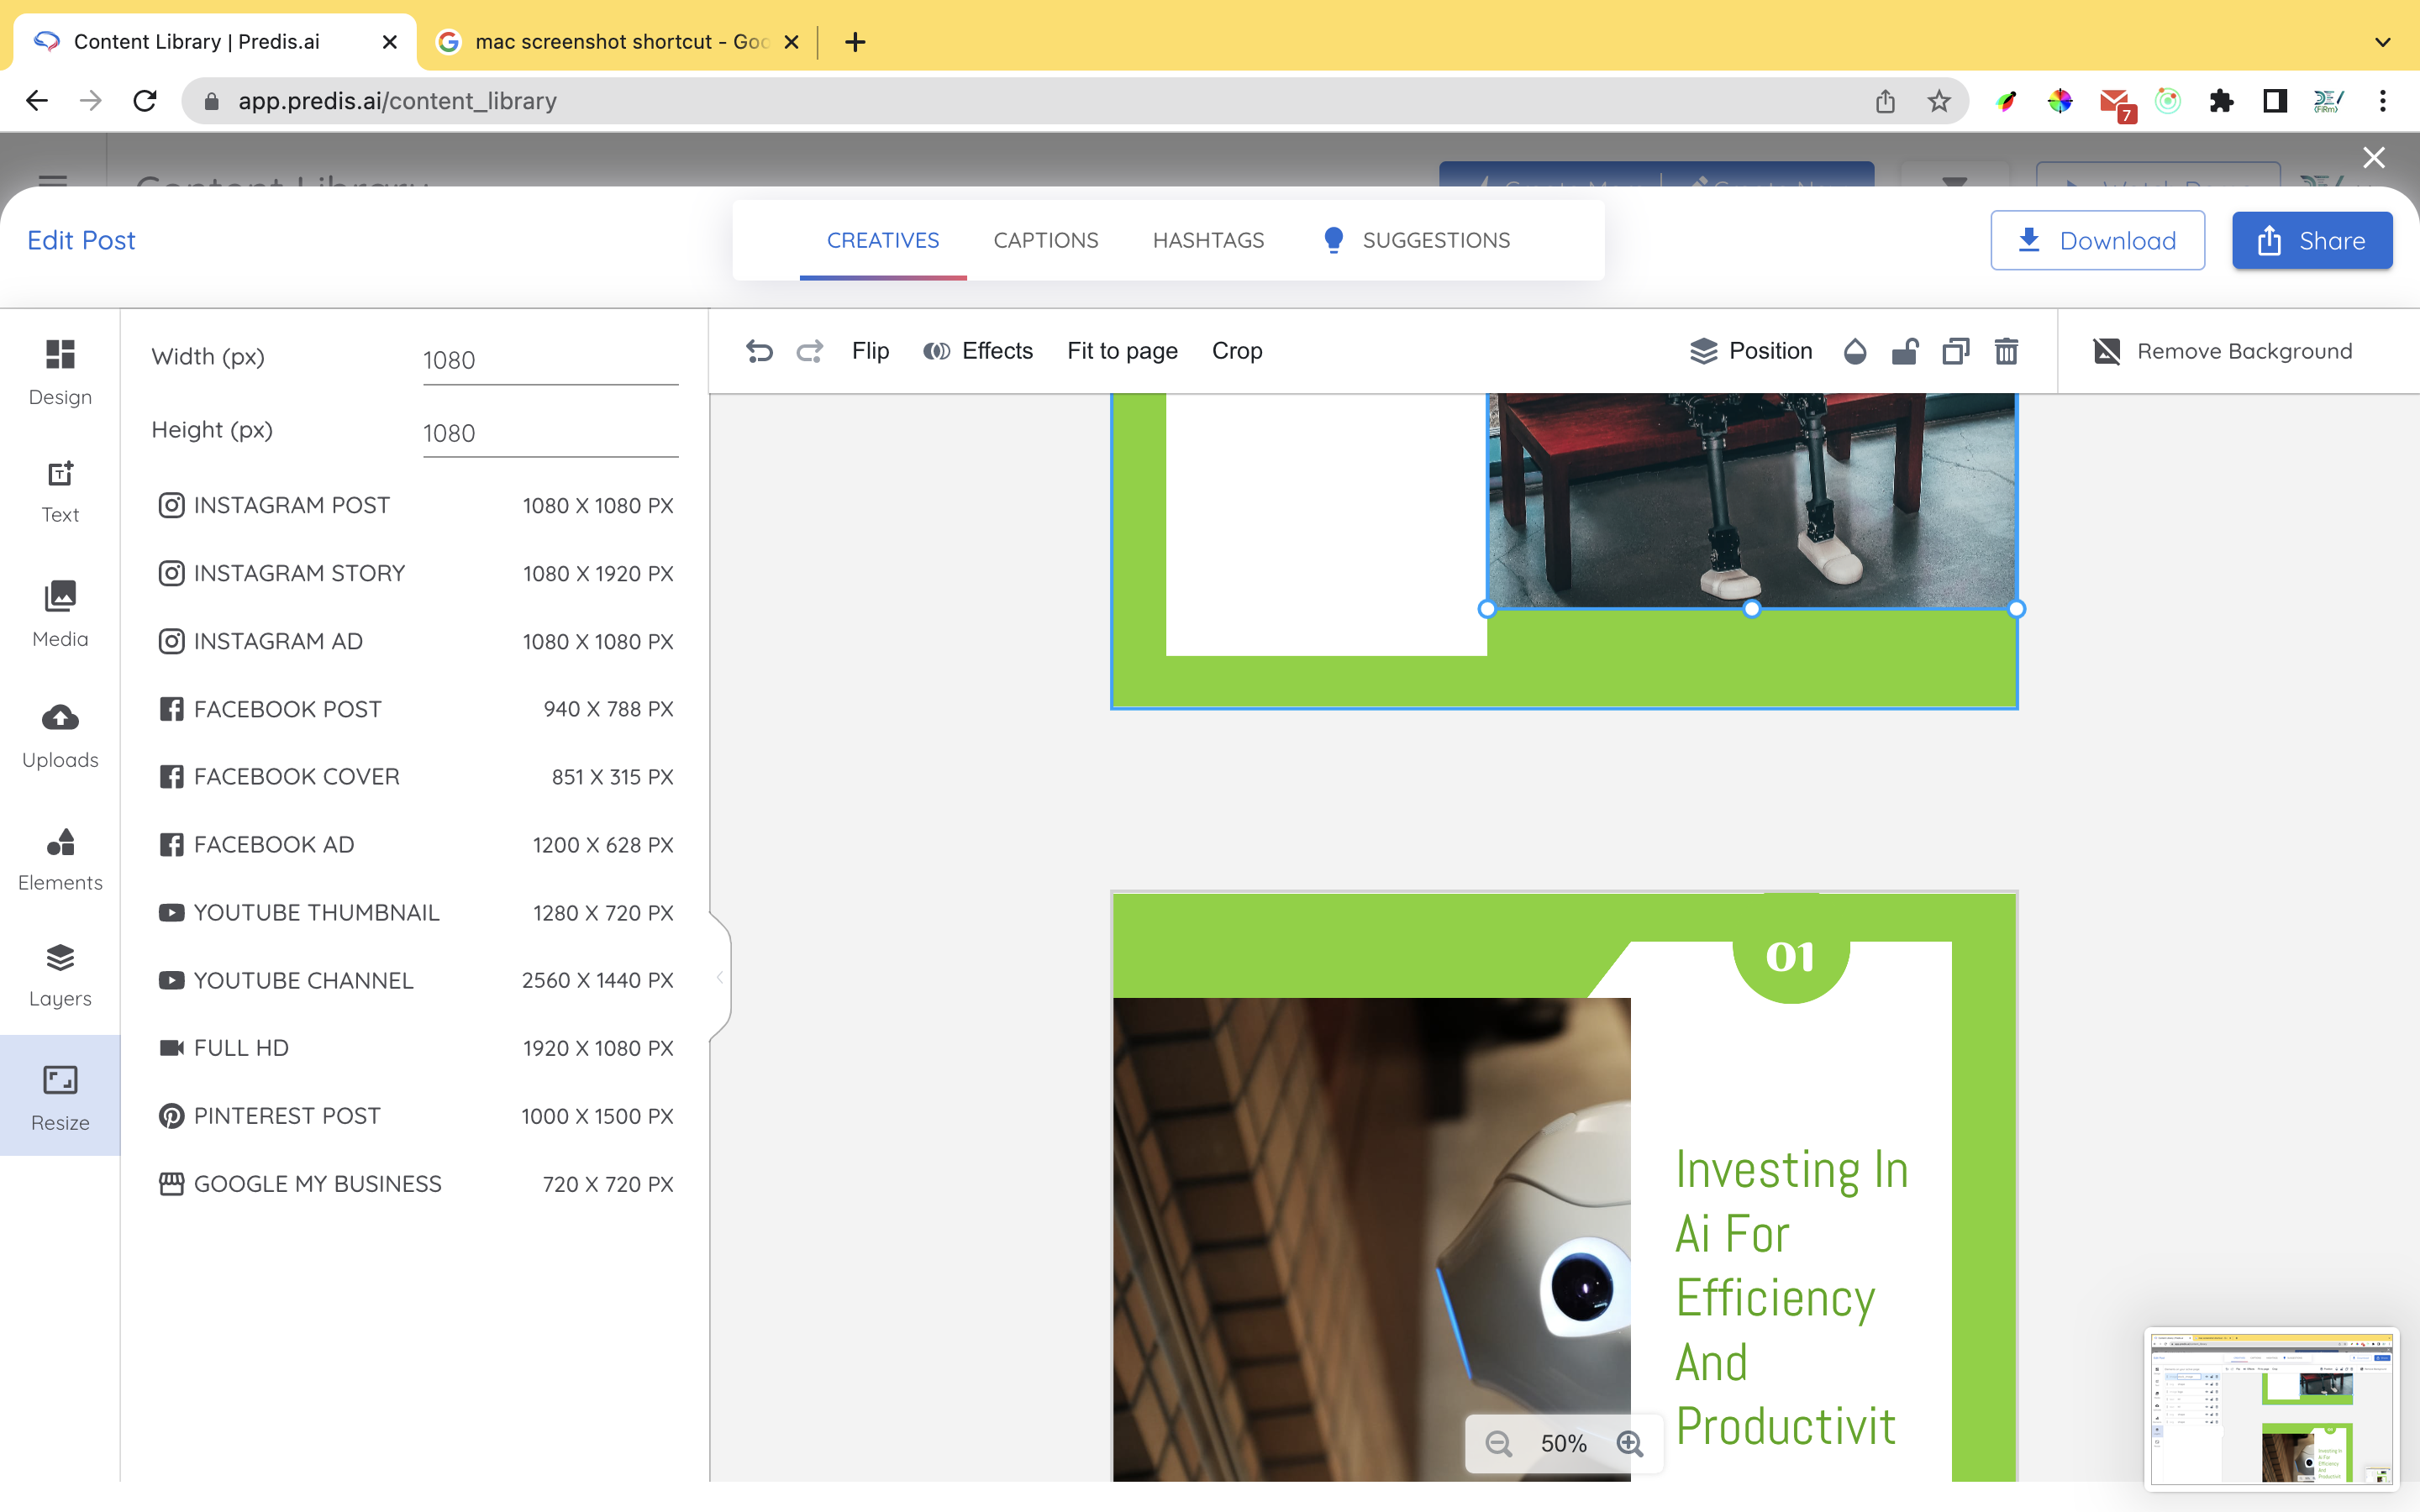 Content Library | Predis.ai
mac screenshot shortcut - Goo
app.predis.ai/content_library
7
Content Library
Edit Post
CREATIVES
CAPTIONS
HASHTAGS
SUGGESTIONS
Download
Share
Design
Text
Media
Uploads
Elements
Layers
Resize
Width (px) 1080
Height (px) 1080
INSTAGRAM POST 1080 X 1080 PX
INSTAGRAM STORY 1080 X 1920 PX
INSTAGRAM AD 1080 X 1080 PX
FACEBOOK POST 940 X 788 PX
FACEBOOK COVER 851 X 315 PX
FACEBOOK AD 1200 X 628 PX
YOUTUBE THUMBNAIL 1280 X 720 PX
YOUTUBE CHANNEL 2560 X 1440 PX
FULL HD 1920 X 1080 PX
PINTEREST POST 1000 X 1500 PX
GOOGLE MY BUSINESS 720 X 720 PX
Flip
Effects
Fit to page
Crop
Position
Remove Background
01
Investing In
Ai For
Efficiency
And
Productivit
50%